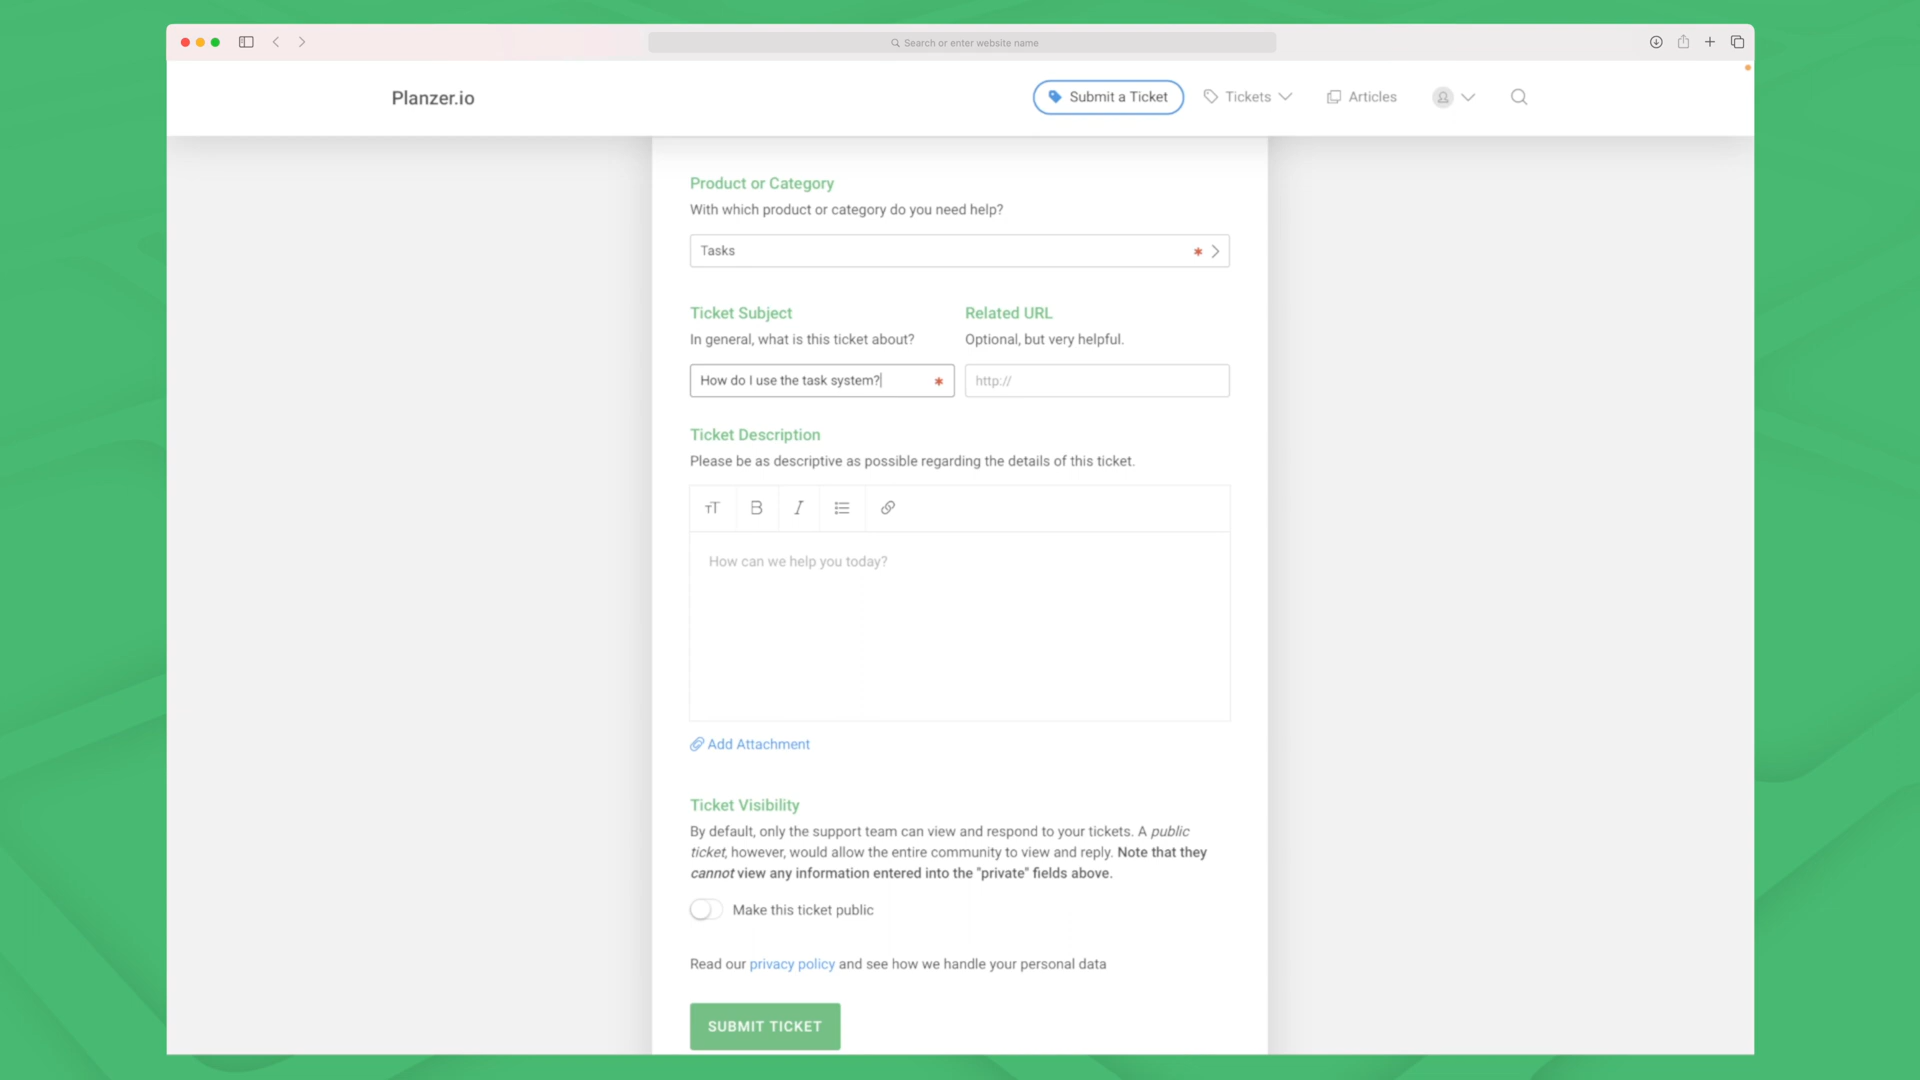 Search or enter website name
Planzer.io
Submit a Ticket
Tickets
Articles
Product or Category
With which product or category do you need help?
Tasks *
Ticket Subject
In general, what is this ticket about?
How do I use the task system? *
Related URL
Optional, but very helpful.
http://
Ticket Description
Please be as descriptive as possible regarding the details of this ticket.
TT B I
How can we help you today?
Add Attachment
Ticket Visibility
By default, only the support team can view and respond to your tickets. A public
ticket, however, would allow the entire community to view and reply. Note that they
cannot view any information entered into the "private" fields above.
Make this ticket public
Read our privacy policy and see how we handle your personal data
SUBMIT TICKET